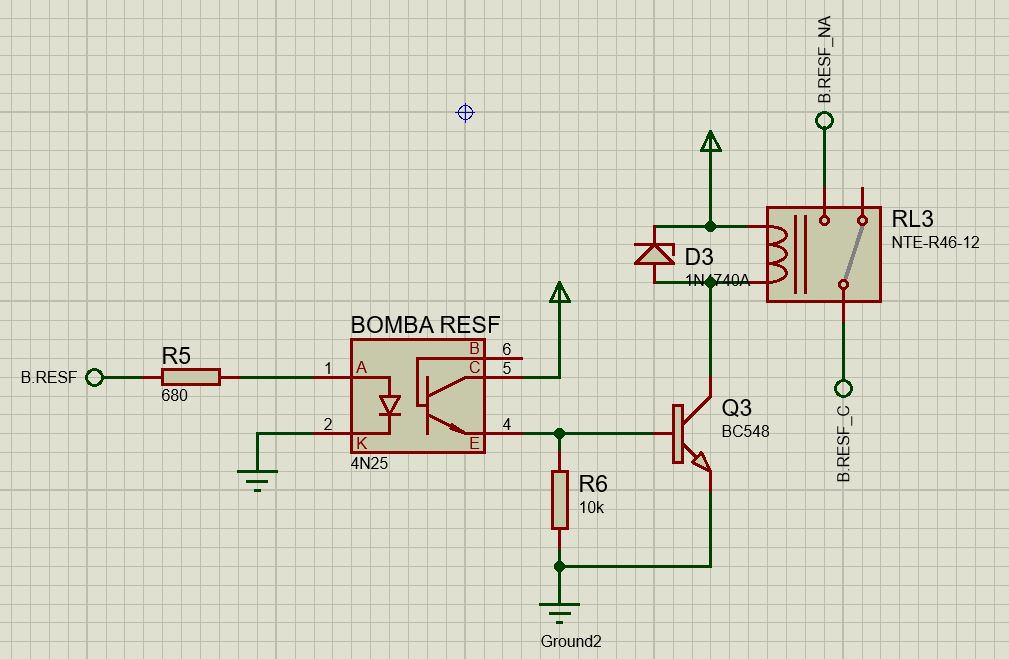 B.RESF_NA
RL3
NTE-R46-12
D3
1N4740A
BOMBA RESF
B 6
R5
1 A
C 5
B.RESF
680
B.RESF_C
Q3
BC548
2
4
K
E
4N25
R6
10k
Ground2